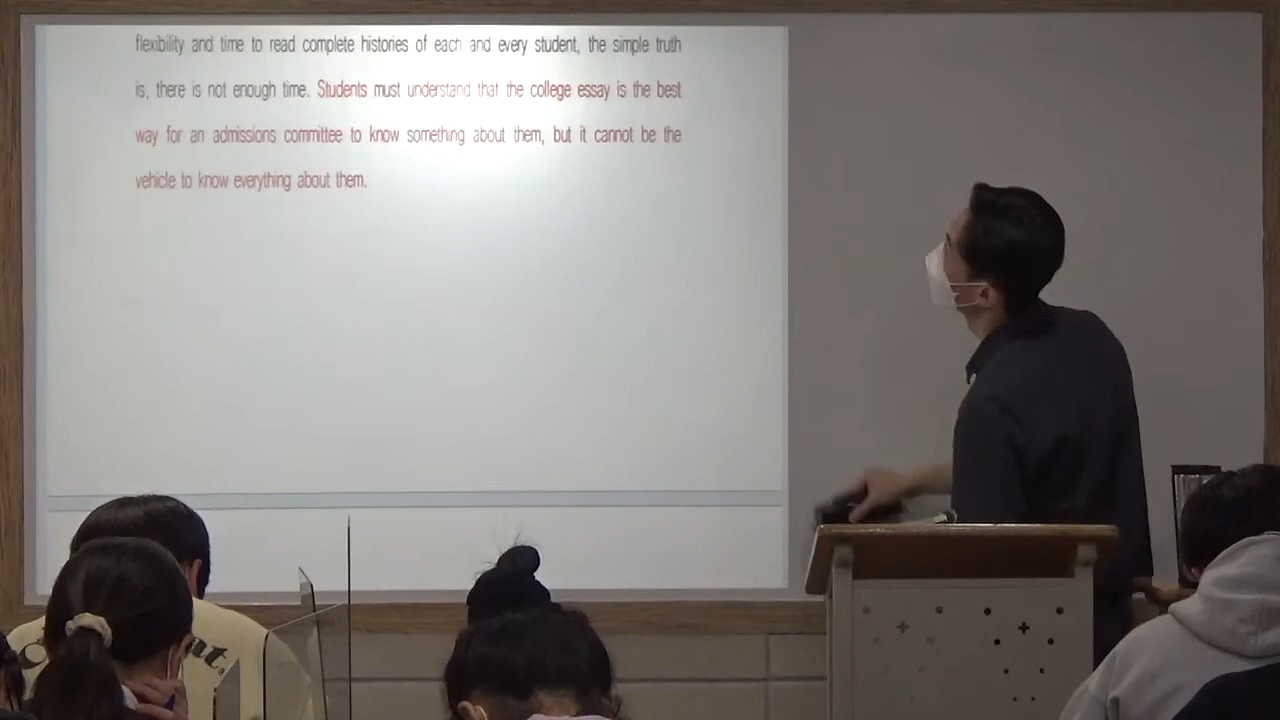 flexibility and time to read complete histories of each and every student, the simple truth
is, there is not enough time. Students must understand that the college essay is the best
way for an admissions committee to know something about them, but it cannot be the
vehicle to know everything about them.